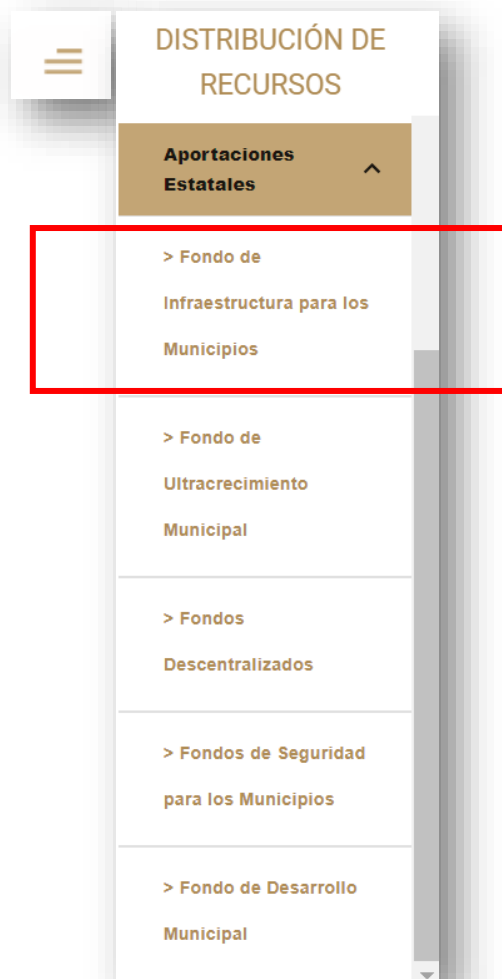 DISTRIBUCIÓN DE
RECURSOS
Aportaciones
Estatales
> Fondo de
Infraestructura para los
Municipios
> Fondo de
Ultracrecimiento
Municipal
> Fondos
Descentralizados
> Fondos de Seguridad
para los Municipios
> Fondo de Desarrollo
Municipal